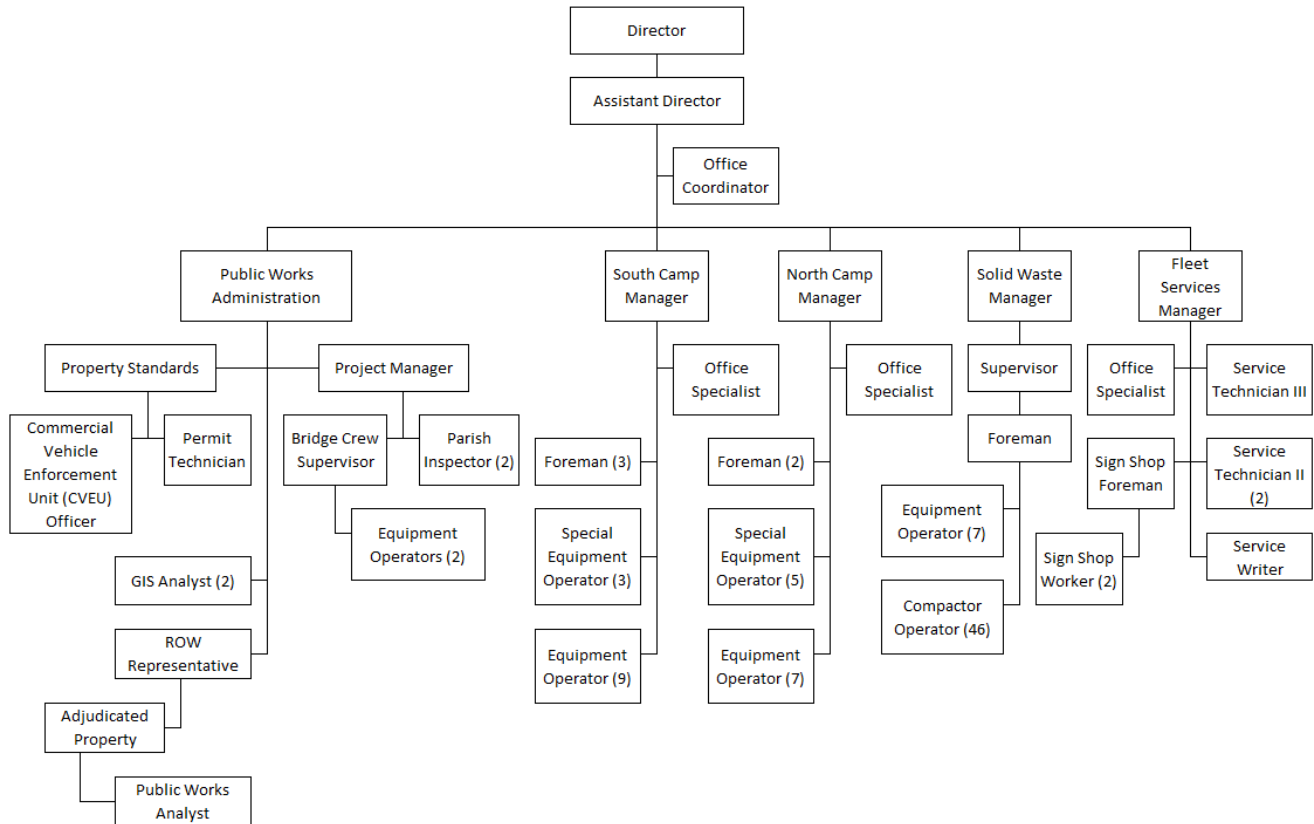 Director
Assistant Director
Office
Coordinator
Public Works
Administration
South Camp
Manager
North Camp
Manager
Solid Waste
Manager
Fleet
Services
Manager
Property Standards
Project Manager
Office
Specialist
Office
Specialist
Supervisor
Office
Specialist
Service
Technician III
Commercial
Vehicle
Enforcement
Unit (CVEU)
Officer
Permit
Technician
Bridge Crew
Supervisor
Parish
Inspector (2)
Foreman (3)
Foreman (2)
Foreman
Sign Shop
Foreman
Service
Technician II
(2)
Equipment
Operators (2)
Special
Equipment
Operator (3)
Special
Equipment
Operator (5)
Equipment
Operator (7)
Sign Shop
Worker (2)
Service
Writer
GIS Analyst (2)
Compactor
Operator (46)
ROW
Representative
Equipment
Operator (9)
Equipment
Operator (7)
Adjudicated
Property
Public Works
Analyst